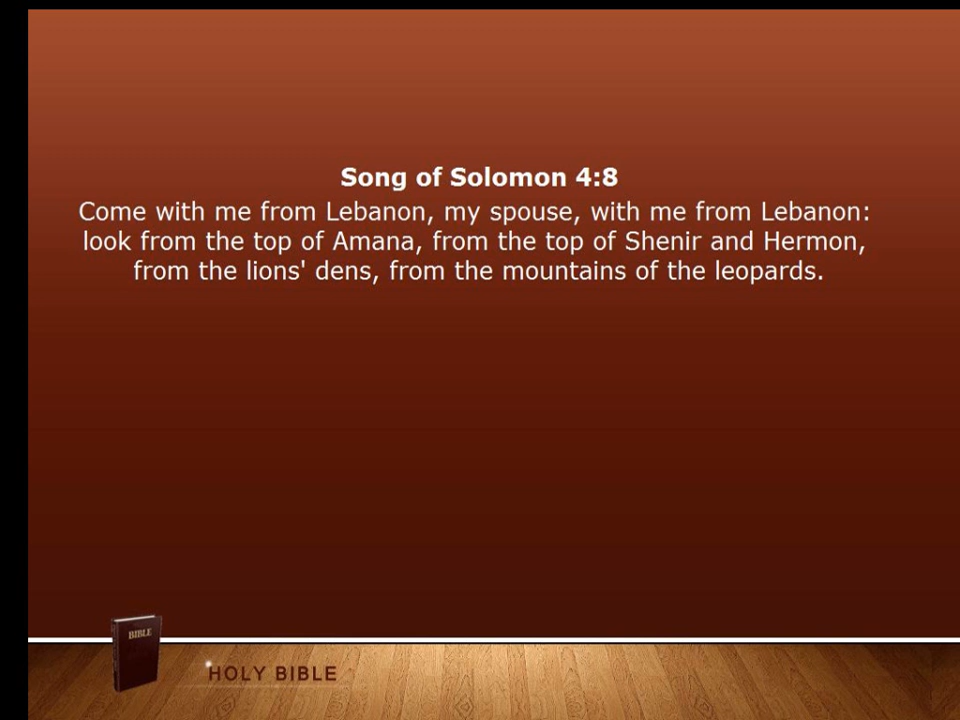 Song of Solomon 4:8
Come with me from Lebanon, my spouse, with me from Lebanon:
look from the top of Amana, from the top of Shenir and Hermon,
from the lions' dens, from the mountains of the leopards.
BIBLE
HOLY BIBLE